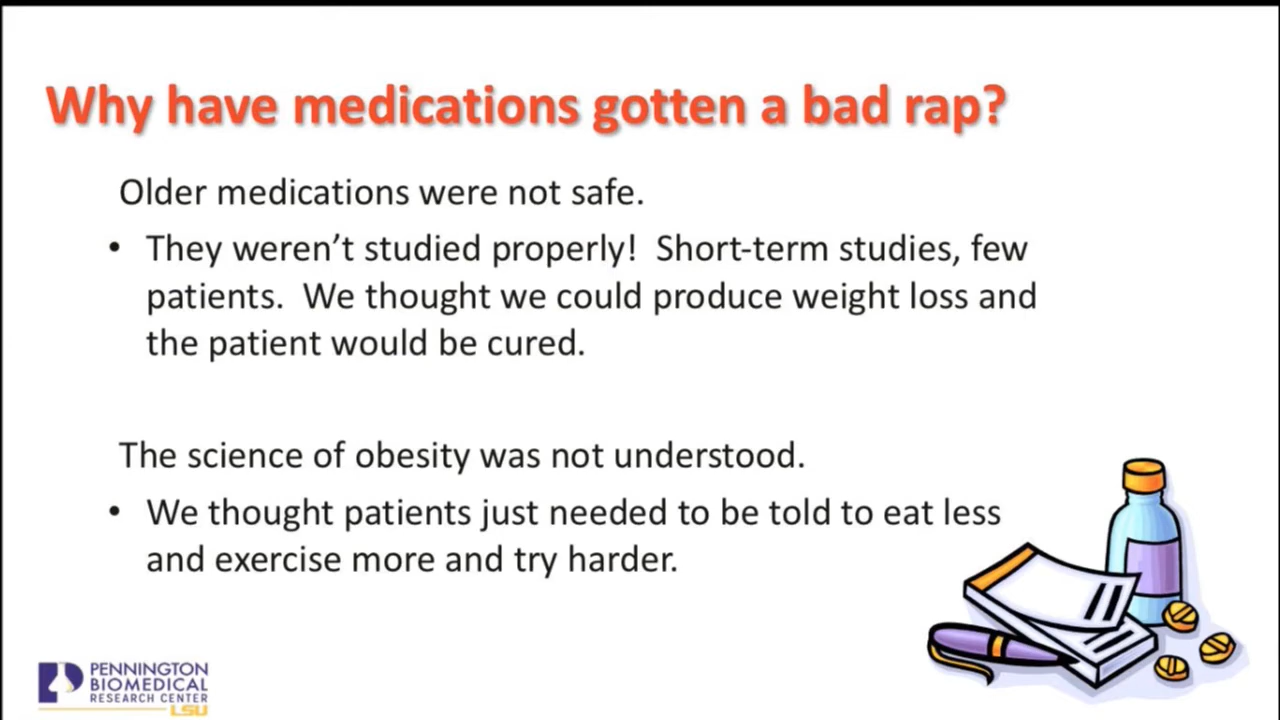 Why have medications gotten a bad rap?
Older medications were not safe.
• They weren’t studied properly!  Short-term studies, few
patients.  We thought we could produce weight loss and
the patient would be cured.
The science of obesity was not understood.
• We thought patients just needed to be told to eat less
and exercise more and try harder.
PENNINGTON
BIOMEDICAL
RESEARCH CENTER
LSU